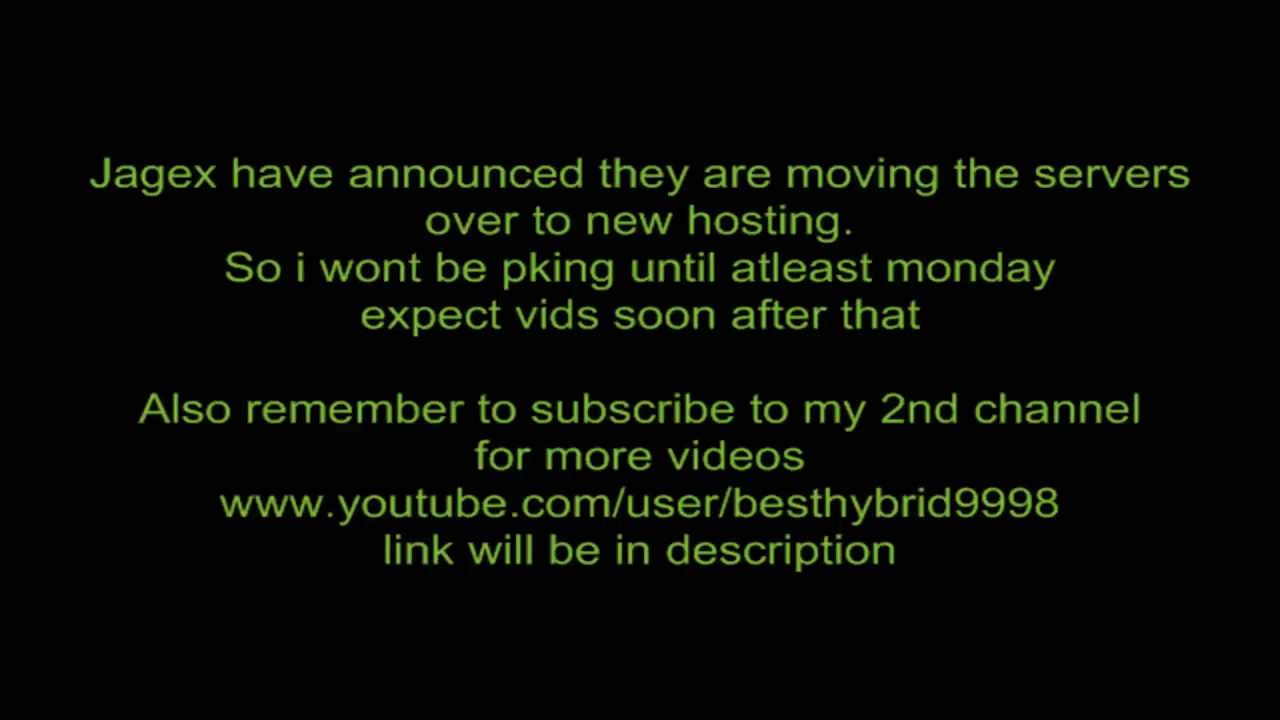 Jagex have announced they are moving the servers
over to new hosting.
So i wont be pking until atleast monday
expect vids soon after that
Also remember to subscribe to my 2nd channel
for more videos
www.youtube.com/user/besthybrid9998
link will be in description